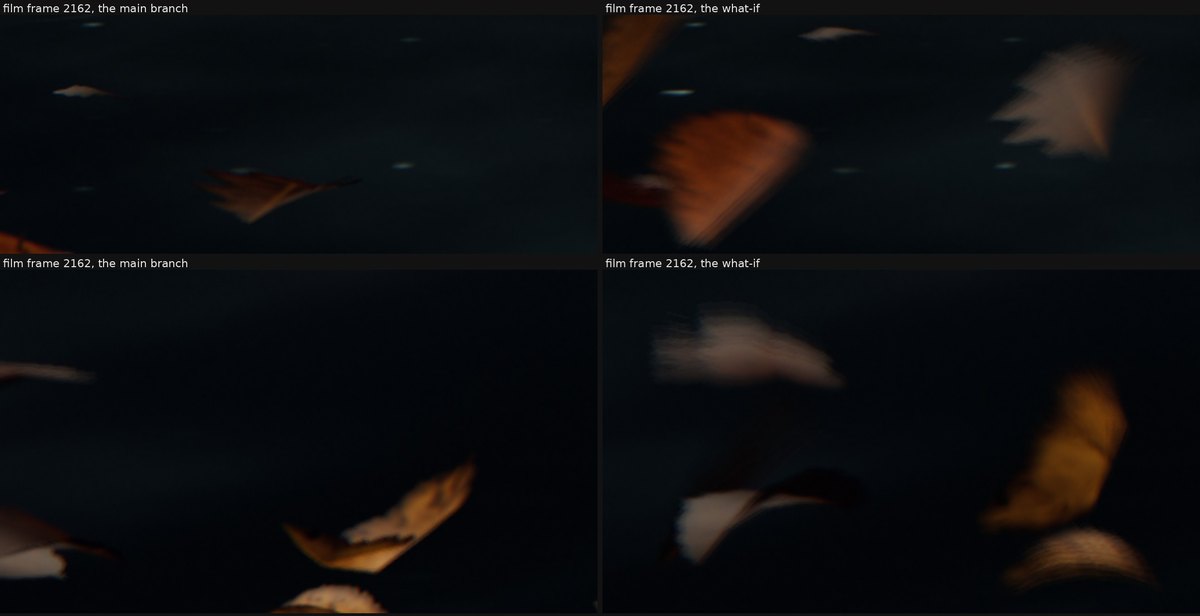 film frame 2162, the main branch
film frame 2162, the what-if
film frame 2162, the main branch
film frame 2162, the what-if